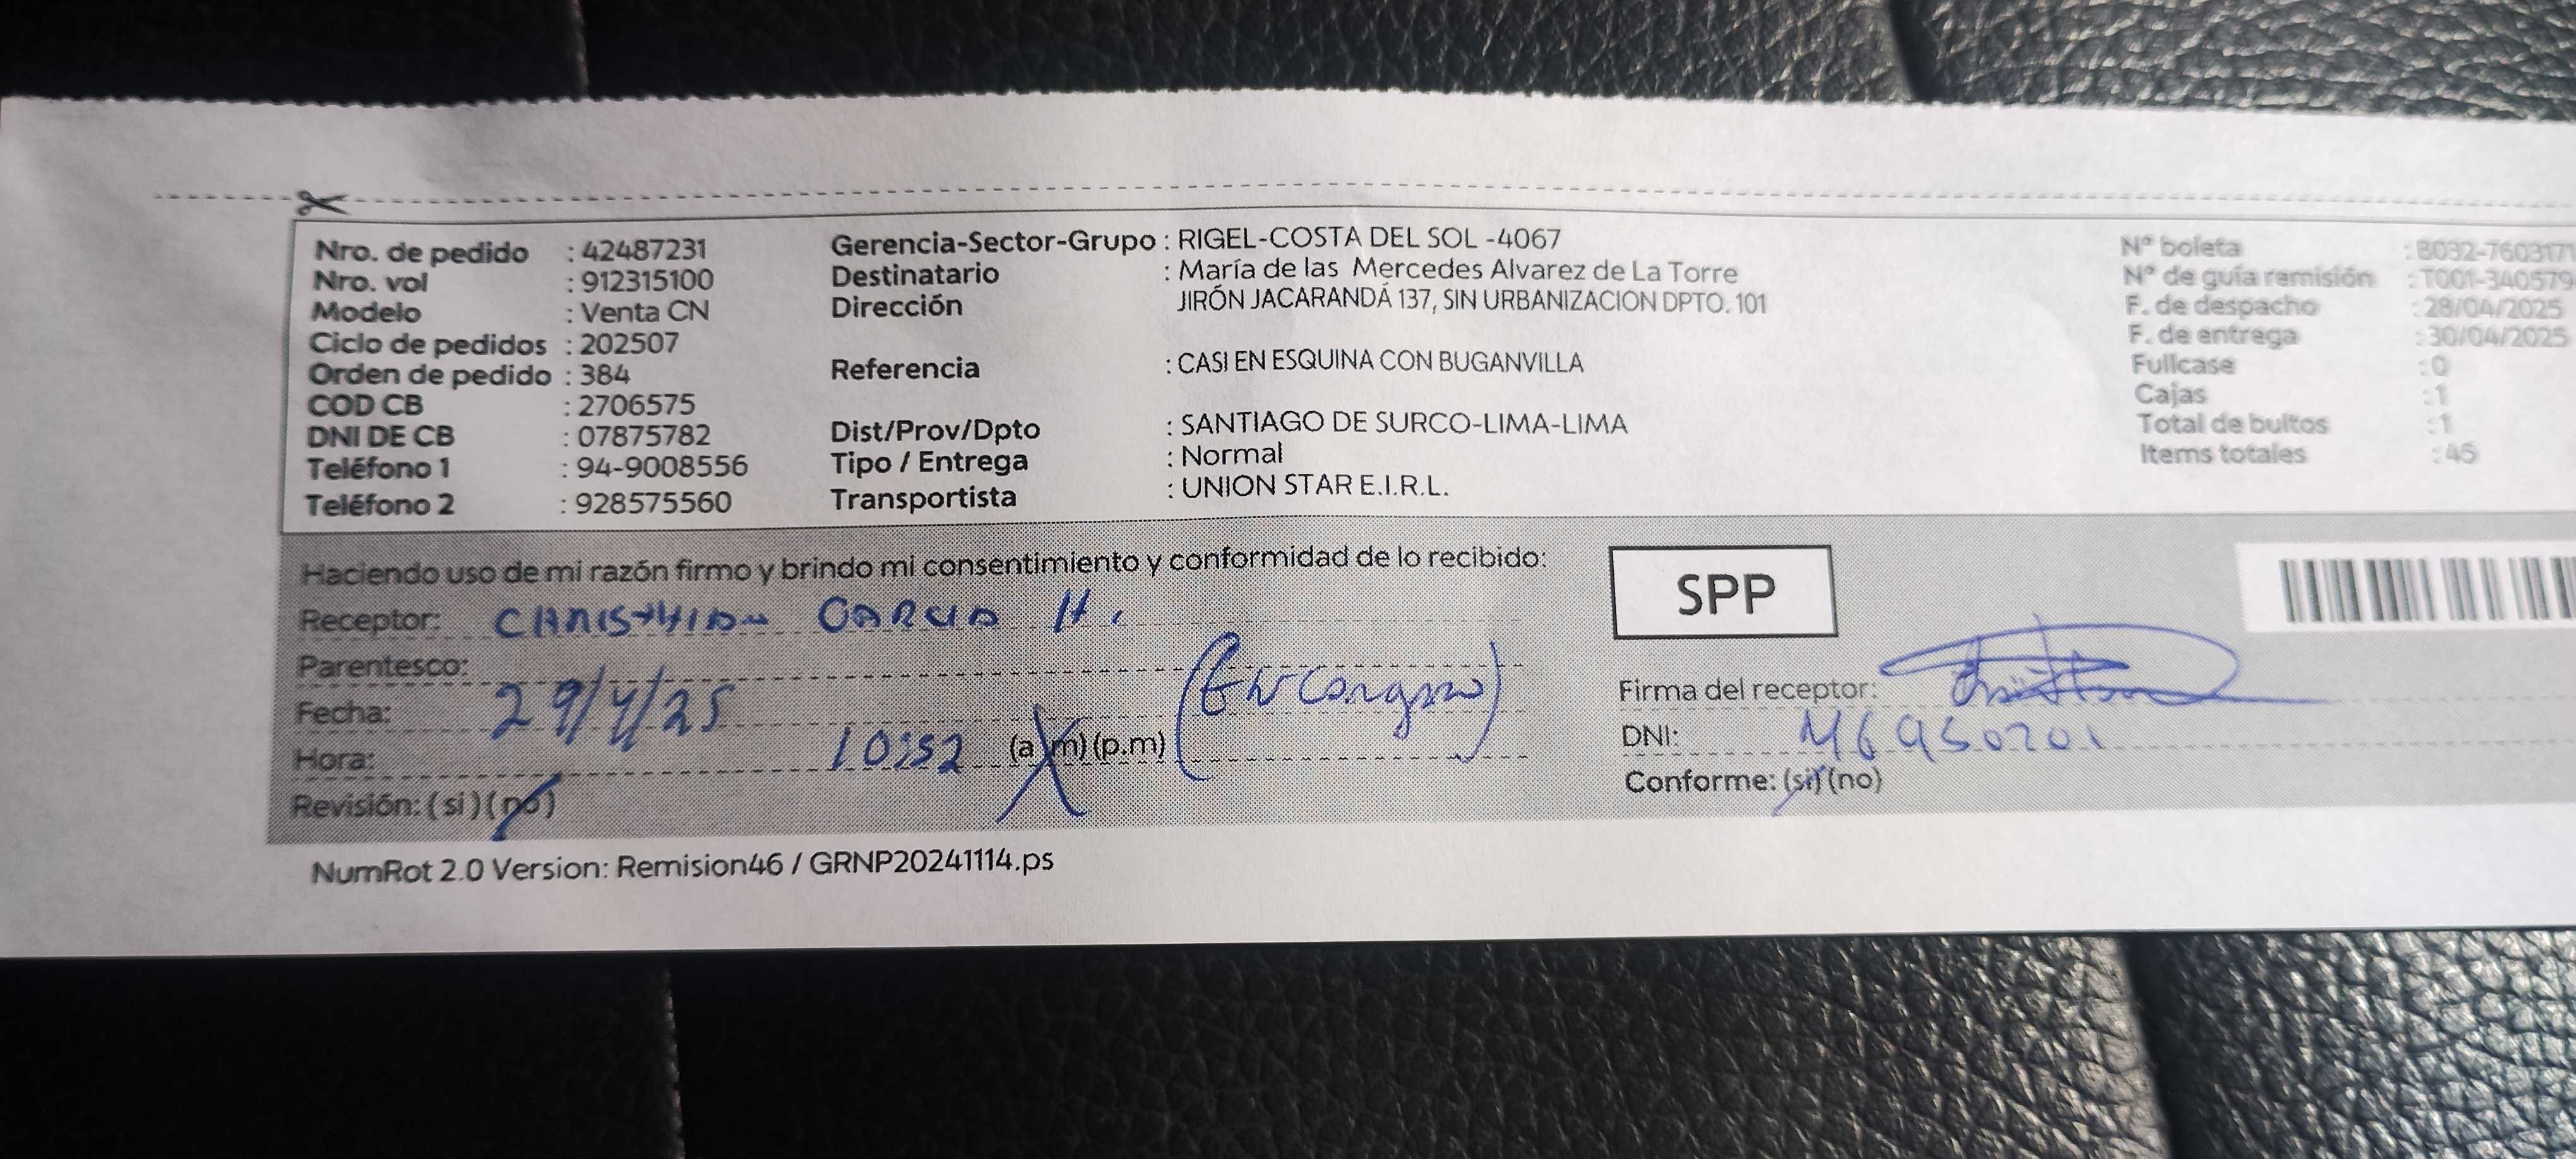 Nro. de pedido : 42487231
Nro. vol : 912315100
Modelo : Venta CN
Ciclo de pedidos : 202507
Orden de pedido : 384
COD CB : 2706575
DNI DE CB : 07875782
Teléfono 1 : 94-9008556
Teléfono 2 : 928575560
Gerencia-Sector-Grupo : RIGEL-COSTA DEL SOL -4067
Destinatario : María de las Mercedes Alvarez de La Torre
Dirección JIRÓN JACARANDÁ 137, SIN URBANIZACION DPTO. 101
Referencia : CASI EN ESQUINA CON BUGANVILLA
Dist/Prov/Dpto : SANTIAGO DE SURCO-LIMA-LIMA
Tipo / Entrega : Normal
Transportista : UNION STAR E.I.R.L.
N° boleta : B032-7603171
N° de guía remisión : T001-340579
F. de despacho : 28/04/2025
F. de entrega : 30/04/2025
Fullcase : 0
Cajas : 1
Total de bultos : 1
Items totales : 45
Haciendo uso de mi razón firmo y brindo mi consentimiento y conformidad de lo recibido:
Receptor: CHRISTHIAN GARCIA H.
Parentesco:
Fecha: 29/4/25
Hora: 10:52 (a.m) (p.m) (Encargado)
Revisión: (si) (no)
SPP
Firma del receptor:
DNI:
Conforme: (si) (no)
NumRot 2.0 Version: Remision46 / GRNP20241114.ps